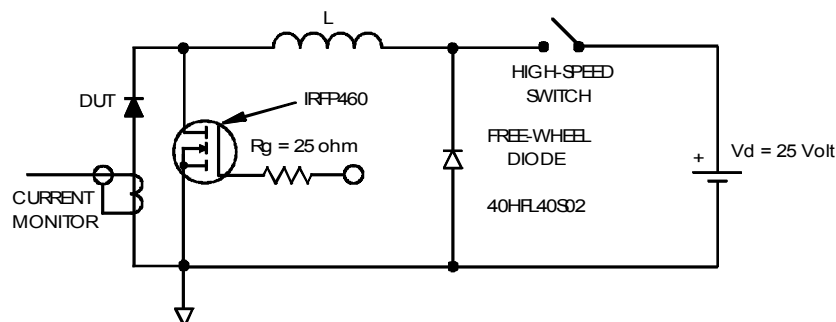 L
HIGH-SPEED
SWITCH
DUT
IRFP460
Rg = 25 ohm
FREE-WHEEL
DIODE
+
Vd = 25 Volt
CURRENT
MONITOR
40HFL40S02